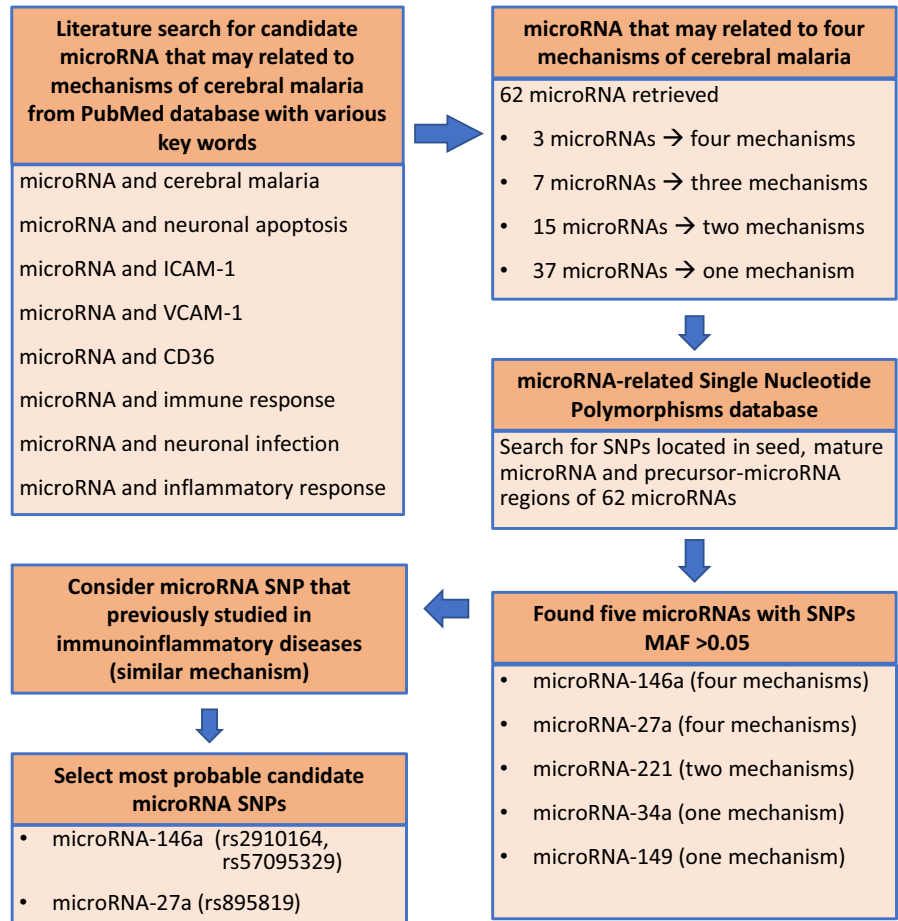 Literature search for candidate
microRNA that may related to
mechanisms of cerebral malaria
from PubMed database with various
key words
microRNA and cerebral malaria
microRNA and neuronal apoptosis
microRNA and ICAM-1
microRNA and VCAM-1
microRNA and CD36
microRNA and immune response
microRNA and neuronal infection
microRNA and inflammatory response
microRNA that may related to four
mechanisms of cerebral malaria
62 microRNA retrieved
• 3 microRNAs → four mechanisms
• 7 microRNAs → three mechanisms
• 15 microRNAs → two mechanisms
• 37 microRNAs → one mechanism
microRNA-related Single Nucleotide
Polymorphisms database
Search for SNPs located in seed, mature
microRNA and precursor-microRNA
regions of 62 microRNAs
Found five microRNAs with SNPs
MAF >0.05
• microRNA-146a (four mechanisms)
• microRNA-27a (four mechanisms)
• microRNA-221 (two mechanisms)
• microRNA-34a (one mechanism)
• microRNA-149 (one mechanism)
Consider microRNA SNP that
previously studied in
immunoinflammatory diseases
(similar mechanism)
Select most probable candidate
microRNA SNPs
• microRNA-146a (rs2910164,
rs57095329)
• microRNA-27a (rs895819)